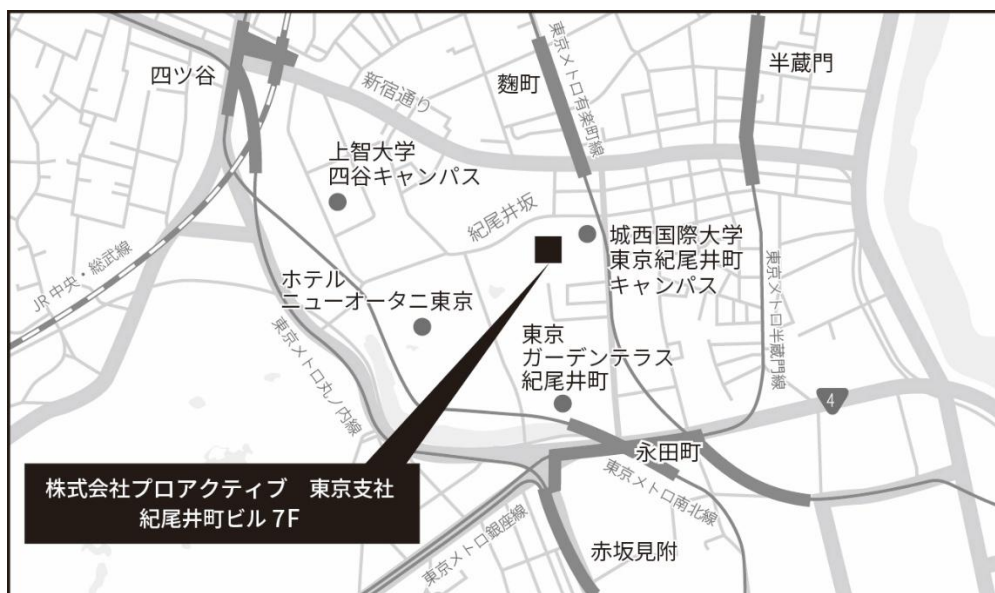 四ツ谷
新宿通り
麴町
東京メトロ有楽町線
半蔵門
上智大学
四谷キャンパス
紀尾井坂
城西国際大学
東京紀尾井町
キャンパス
JR中央・総武線
ホテル
ニューオータニ東京
東京メトロ丸ノ内線
東京
ガーデンテラス
紀尾井町
東京メトロ半蔵門線
4
永田町
株式会社プロアクティブ　東京支社
紀尾井町ビル 7F
東京メトロ南北線
東京メトロ銀座線
赤坂見附